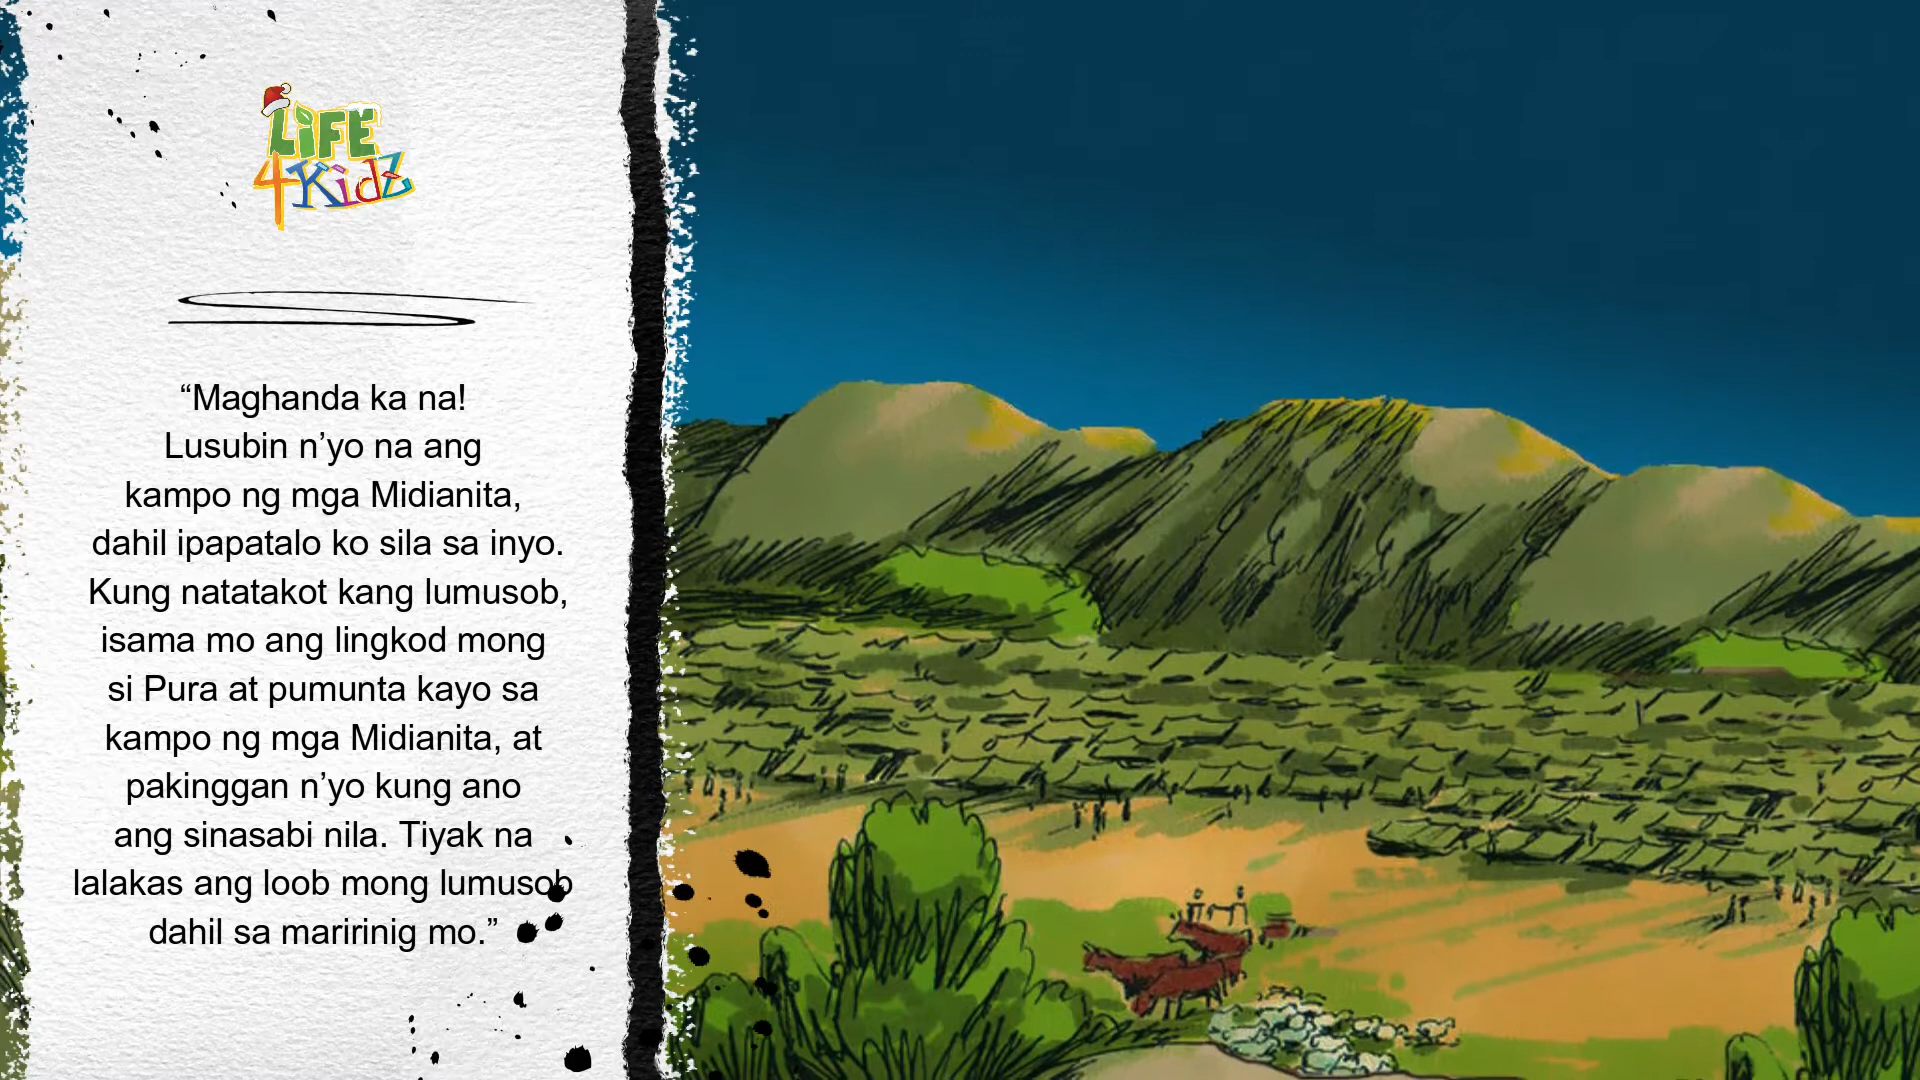 LiFE
4Kidz
“Maghanda ka na!
Lusubin n’yo na ang
kampo ng mga Midianita,
dahil ipapatalo ko sila sa inyo.
Kung natatakot kang lumusob,
isama mo ang lingkod mong
si Pura at pumunta kayo sa
kampo ng mga Midianita, at
pakinggan n’yo kung ano
ang sinasabi nila. Tiyak na
lalakas ang loob mong lumusob
dahil sa maririnig mo.”